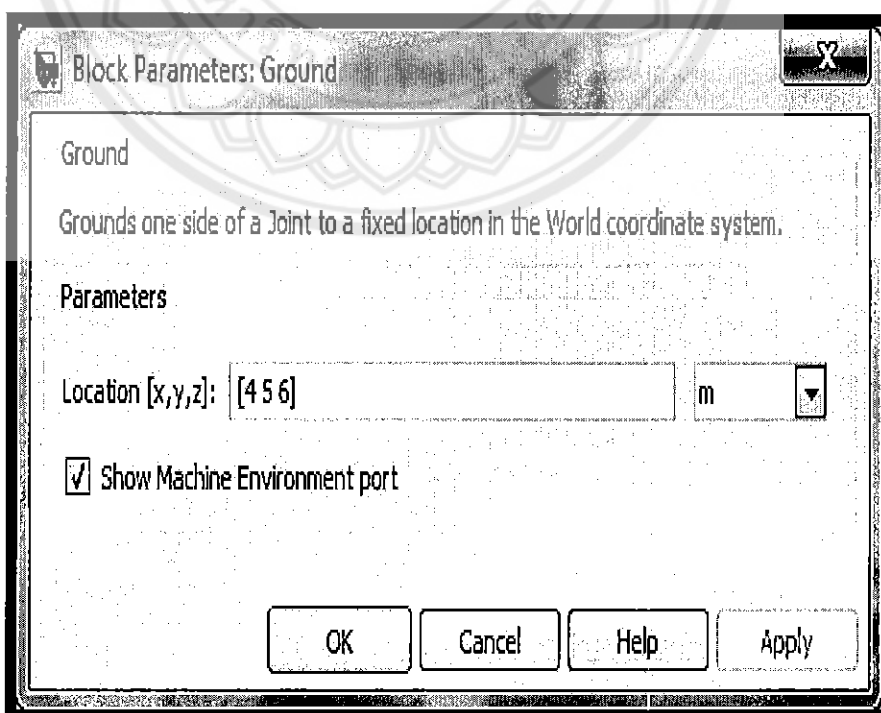 Block Parameters: Ground
X
Ground
Grounds one side of a Joint to a fixed location in the World coordinate system.
Parameters
Location [x,y,z]: [4 5 6] m
Show Machine Environment port
OK Cancel Help Apply